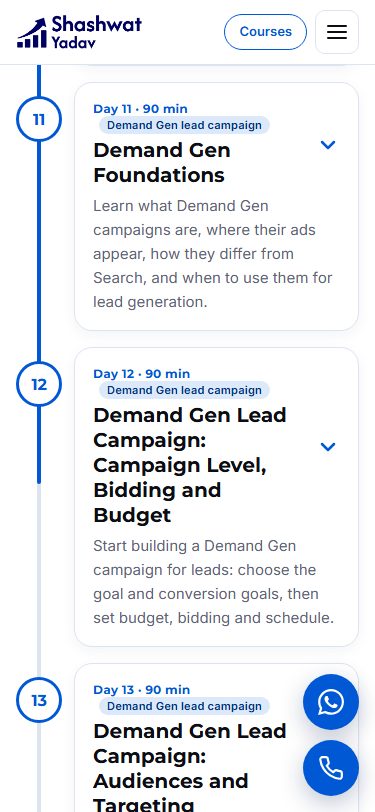 Shashwat
Yadav
Courses
11
Day 11 · 90 min
Demand Gen lead campaign
Demand Gen
Foundations
Learn what Demand Gen
campaigns are, where their ads
appear, how they differ from
Search, and when to use them for
lead generation.
12
Day 12 · 90 min
Demand Gen lead campaign
Demand Gen Lead
Campaign:
Campaign Level,
Bidding and
Budget
Start building a Demand Gen
campaign for leads: choose the
goal and conversion goals, then
set budget, bidding and schedule.
13
Day 13 · 90 min
Demand Gen lead campaign
Demand Gen Lead
Campaign:
Audiences and
Targeting